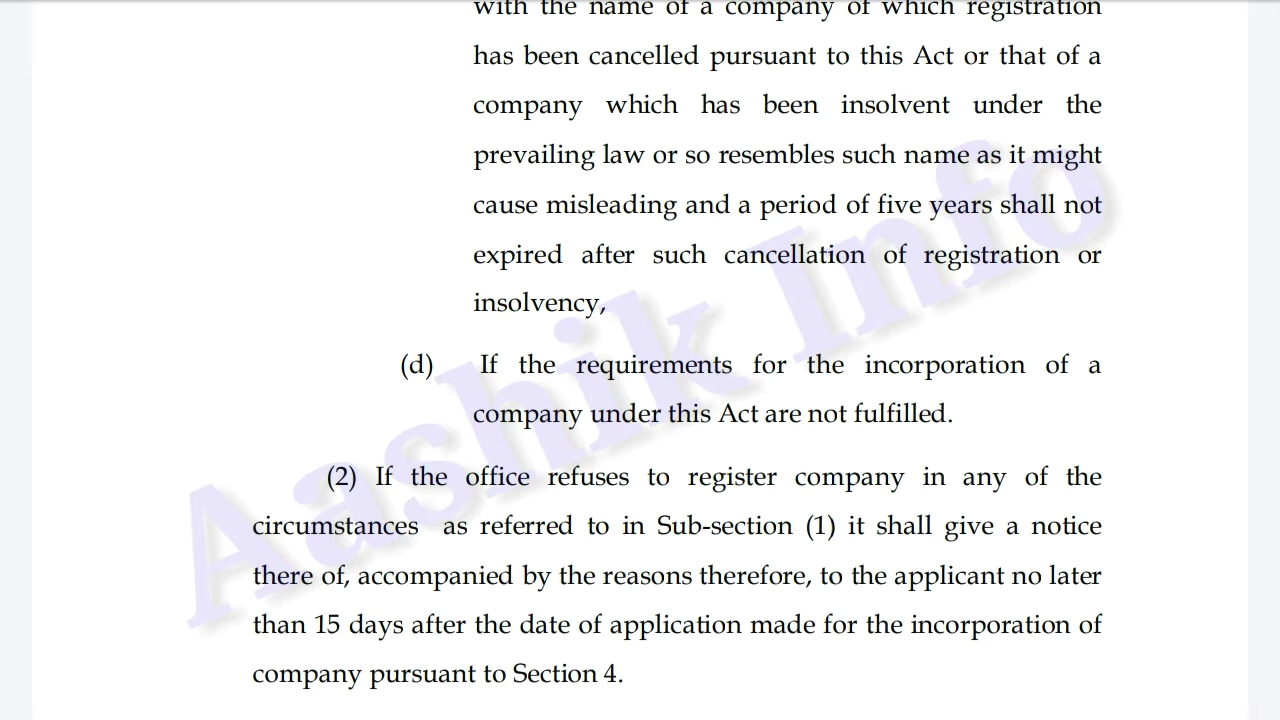 with the name of a company of which registration
has been cancelled pursuant to this Act or that of a
company which has been insolvent under the
prevailing law or so resembles such name as it might
cause misleading and a period of five years shall not
expired after such cancellation of registration or
insolvency,
(d) If the requirements for the incorporation of a
company under this Act are not fulfilled.
(2) If the office refuses to register company in any of the
circumstances as referred to in Sub-section (1) it shall give a notice
there of, accompanied by the reasons therefore, to the applicant no later
than 15 days after the date of application made for the incorporation of
company pursuant to Section 4.
Aashik Info